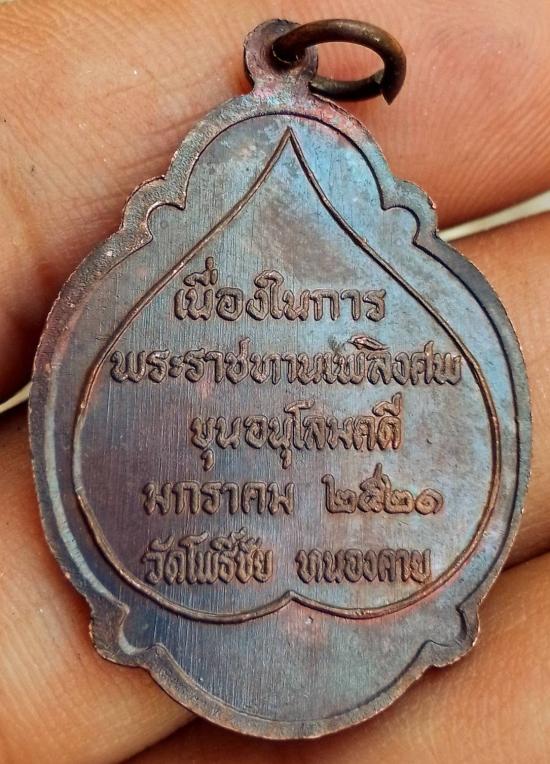 เนื่องในการ
พระราชทานเพลิงศพ
ขุนอนุโลมคดี
มกราคม ๒๕๒๑
วัดโพธิ์ชัย หนองคาย